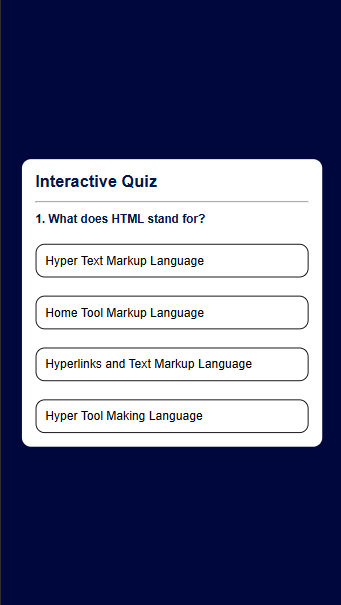 Interactive Quiz
1. What does HTML stand for?
Hyper Text Markup Language
Home Tool Markup Language
Hyperlinks and Text Markup Language
Hyper Tool Making Language